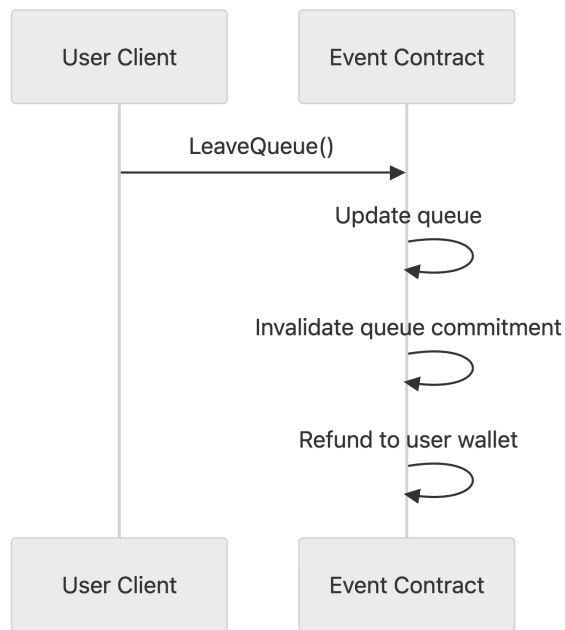 User Client
Event Contract
LeaveQueue()
Update queue
Invalidate queue commitment
Refund to user wallet
User Client
Event Contract